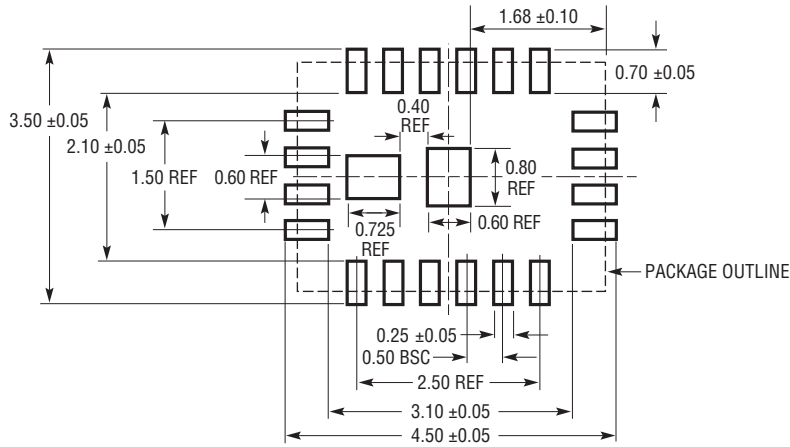 1.68 ±0.10
0.70 ±0.05
3.50 ±0.05
2.10 ±0.05
0.40
REF
1.50 REF
0.60 REF
0.80
REF
0.725
REF
0.60 REF
PACKAGE OUTLINE
0.25 ±0.05
0.50 BSC
2.50 REF
3.10 ±0.05
4.50 ±0.05